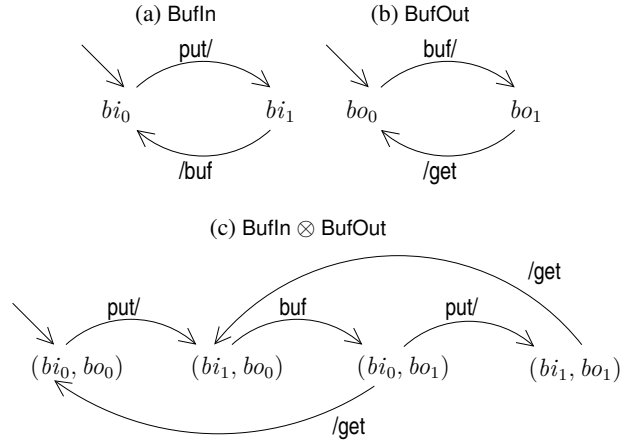 (a) BufIn (b) BufOut
put/ buf/
bi₀ bi₁ bo₀ bo₁
/buf /get
(c) BufIn ⊗ BufOut
/get
put/ buf put/
(bi₀, bo₀) (bi₁, bo₀) (bi₀, bo₁) (bi₁, bo₁)
/get